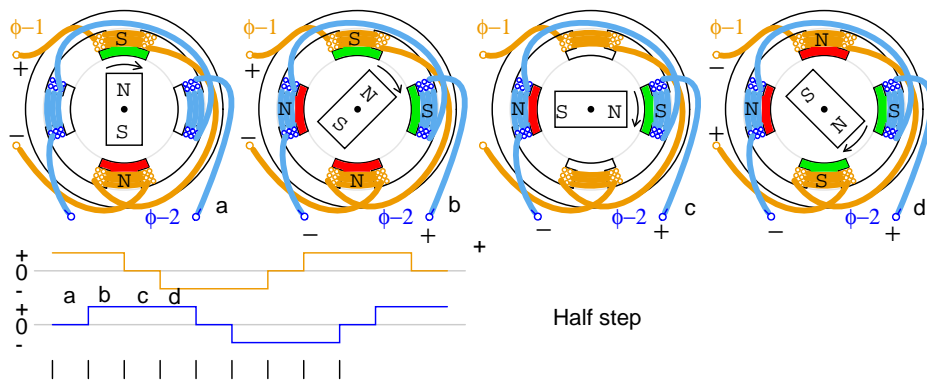 ϕ-1 ϕ-1 ϕ-1 ϕ-1
+ + - -
S S N
N N S
N N S S N N S
S S N
- - +
N N S
ϕ-2 a ϕ-2 b ϕ-2 c ϕ-2 d
- + - + - +
+
+
0
-
a b c d
+
0
-
Half step